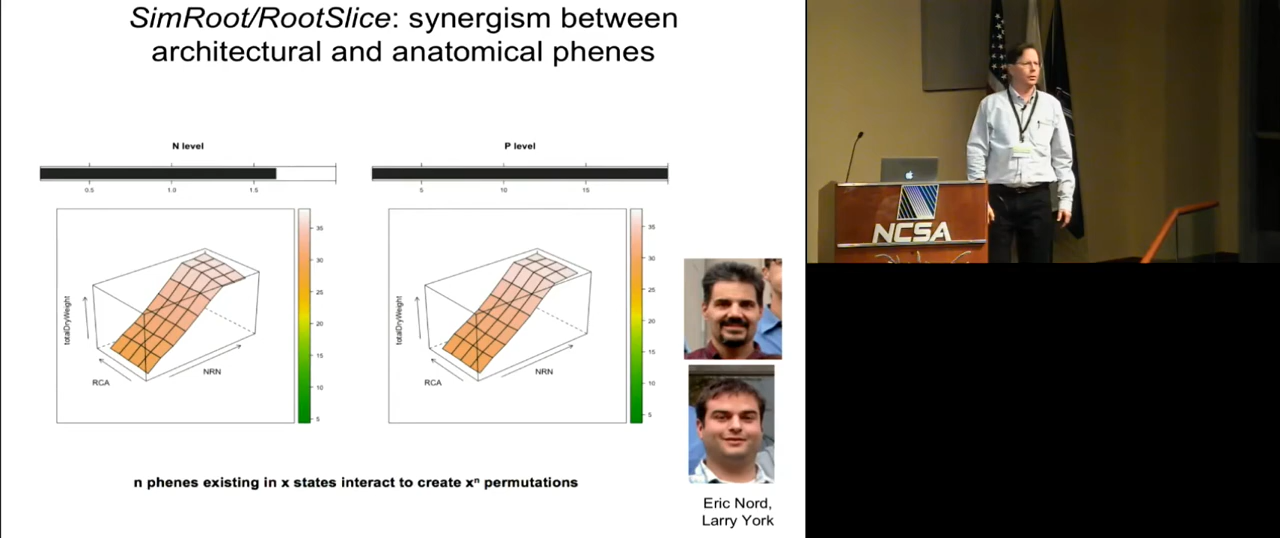 SimRoot/RootSlice: synergism between
architectural and anatomical phenes
N level
0.5 1.0 1.5
P level
5 10 15
totalDryWeight
RCA
NRN
35
30
25
20
15
10
5
totalDryWeight
RCA
NRN
35
30
25
20
15
10
5
n phenes existing in x states interact to create xⁿ permutations
Eric Nord,
Larry York
NCSA